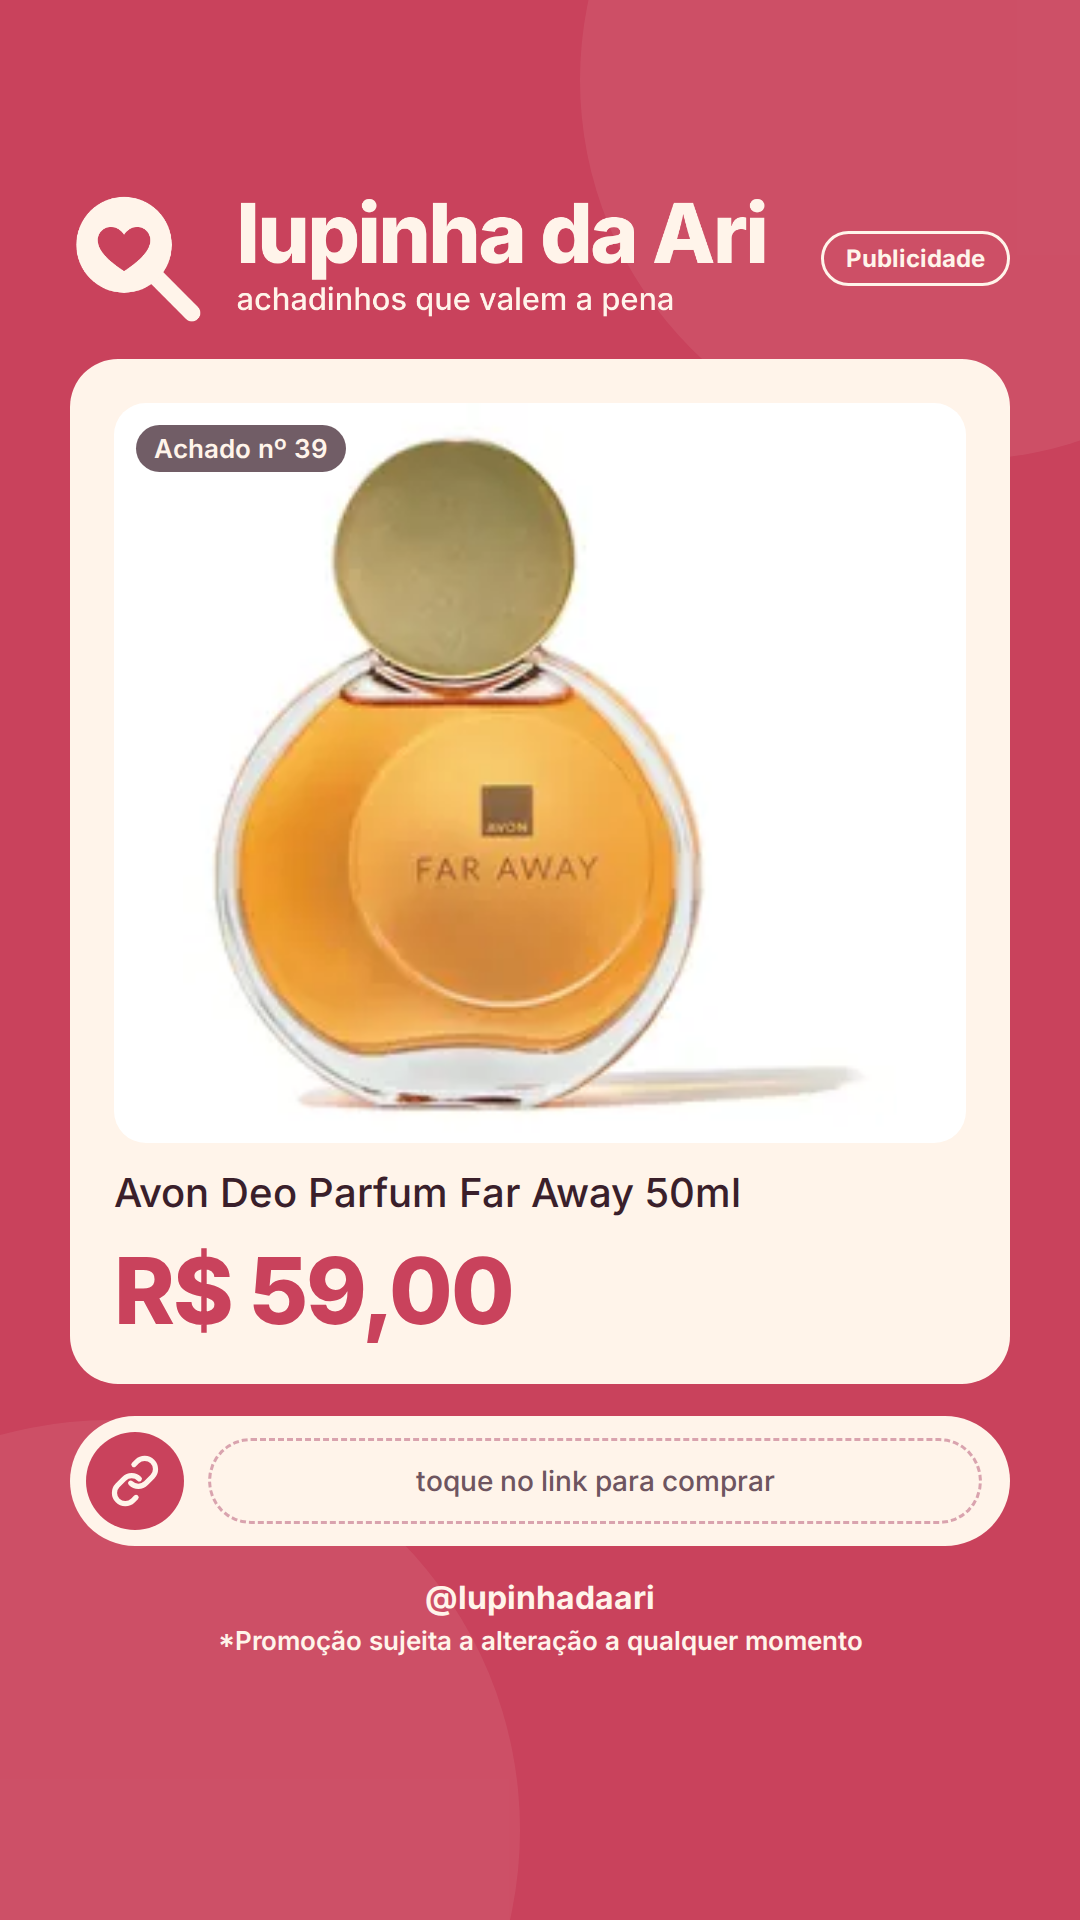 lupinha da Ari
achadinhos que valem a pena
Publicidade
Achado nº 39
AVON
FAR AWAY
Avon Deo Parfum Far Away 50ml
R$ 59,00
toque no link para comprar
@lupinhadaari
*Promoção sujeita a alteração a qualquer momento